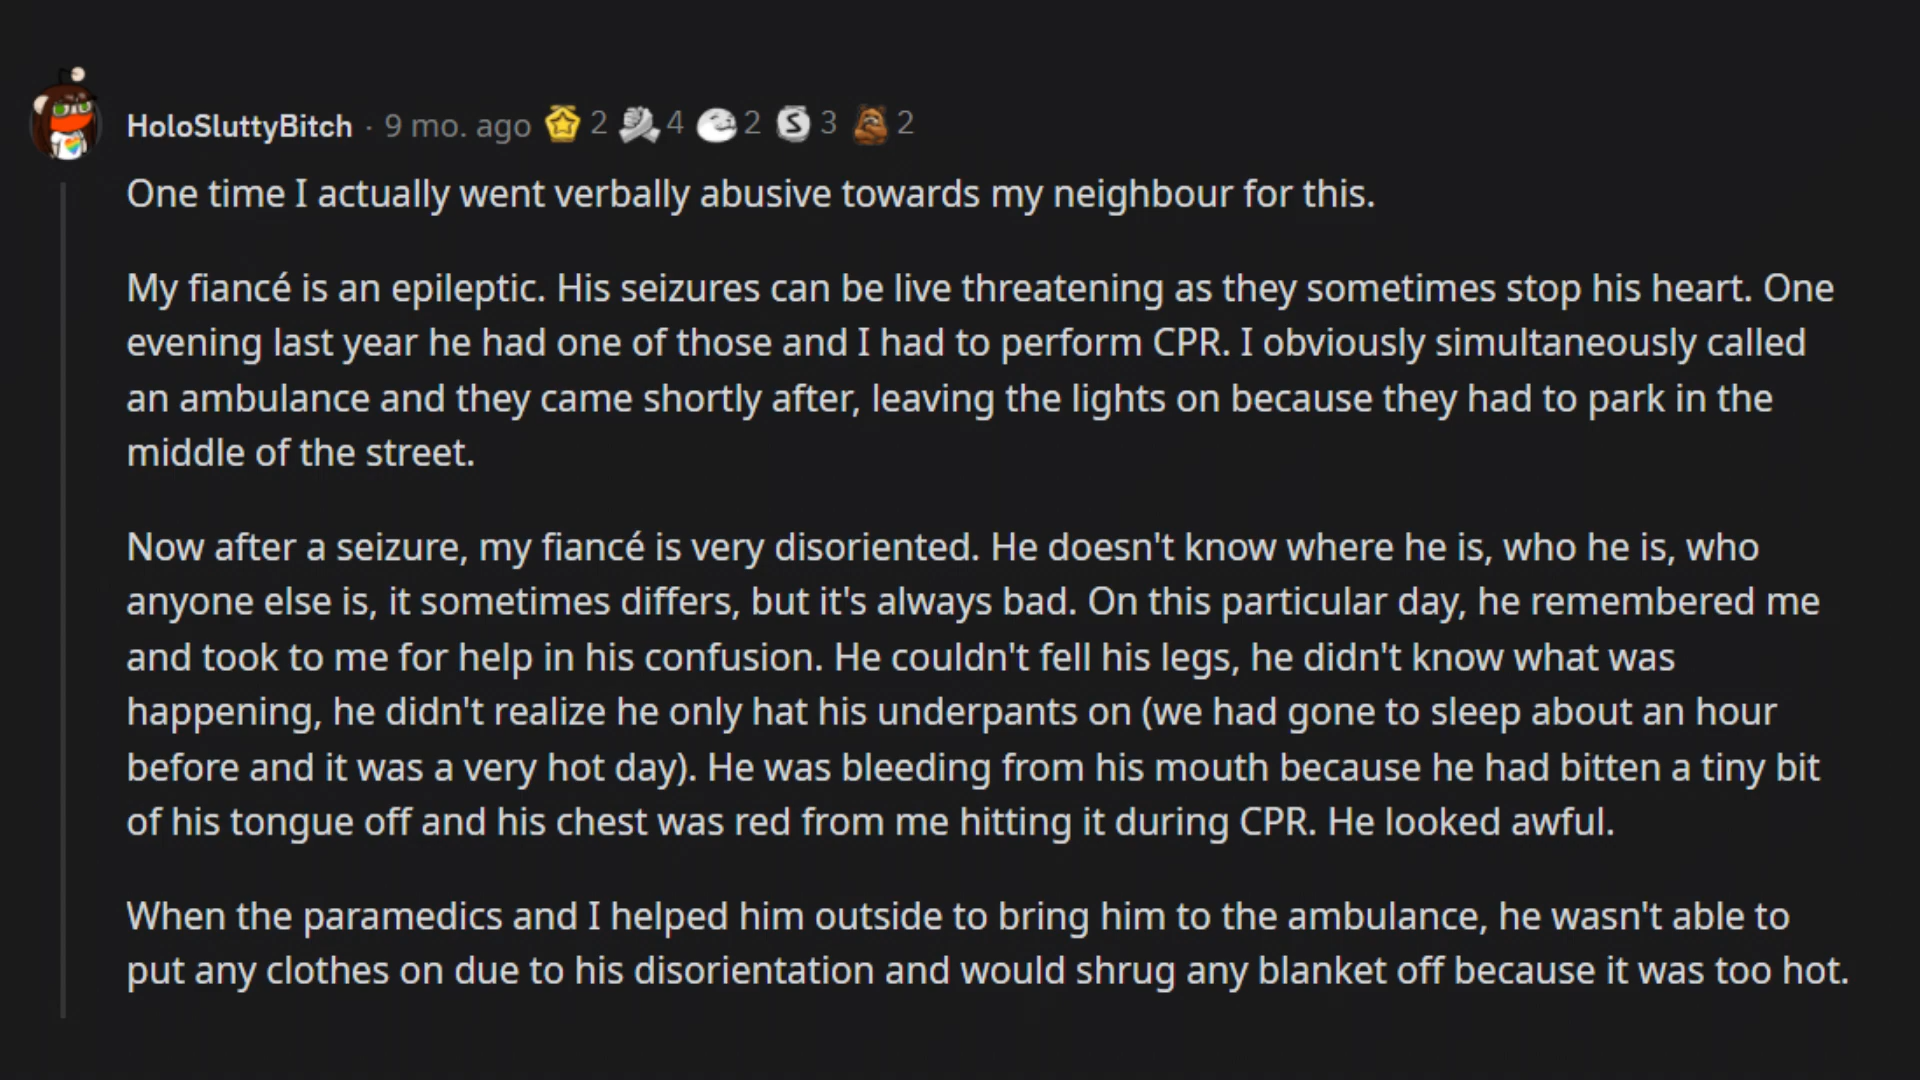 HoloSluttyBitch · 9 mo. ago 2 4 2 S 3 2
One time I actually went verbally abusive towards my neighbour for this.
My fiancé is an epileptic. His seizures can be live threatening as they sometimes stop his heart. One
evening last year he had one of those and I had to perform CPR. I obviously simultaneously called
an ambulance and they came shortly after, leaving the lights on because they had to park in the
middle of the street.
Now after a seizure, my fiancé is very disoriented. He doesn't know where he is, who he is, who
anyone else is, it sometimes differs, but it's always bad. On this particular day, he remembered me
and took to me for help in his confusion. He couldn't fell his legs, he didn't know what was
happening, he didn't realize he only hat his underpants on (we had gone to sleep about an hour
before and it was a very hot day). He was bleeding from his mouth because he had bitten a tiny bit
of his tongue off and his chest was red from me hitting it during CPR. He looked awful.
When the paramedics and I helped him outside to bring him to the ambulance, he wasn't able to
put any clothes on due to his disorientation and would shrug any blanket off because it was too hot.